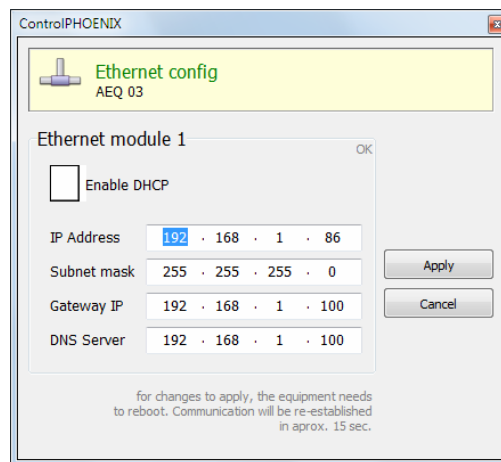 ControlPHOENIX
Ethernet config
AEQ 03
Ethernet module 1
OK
Enable DHCP
IP Address 192 . 168 . 1 . 86
Subnet mask 255 . 255 . 255 . 0
Apply
Gateway IP 192 . 168 . 1 . 100
Cancel
DNS Server 192 . 168 . 1 . 100
for changes to apply, the equipment needs
to reboot. Communication will be re-established
in aprox. 15 sec.